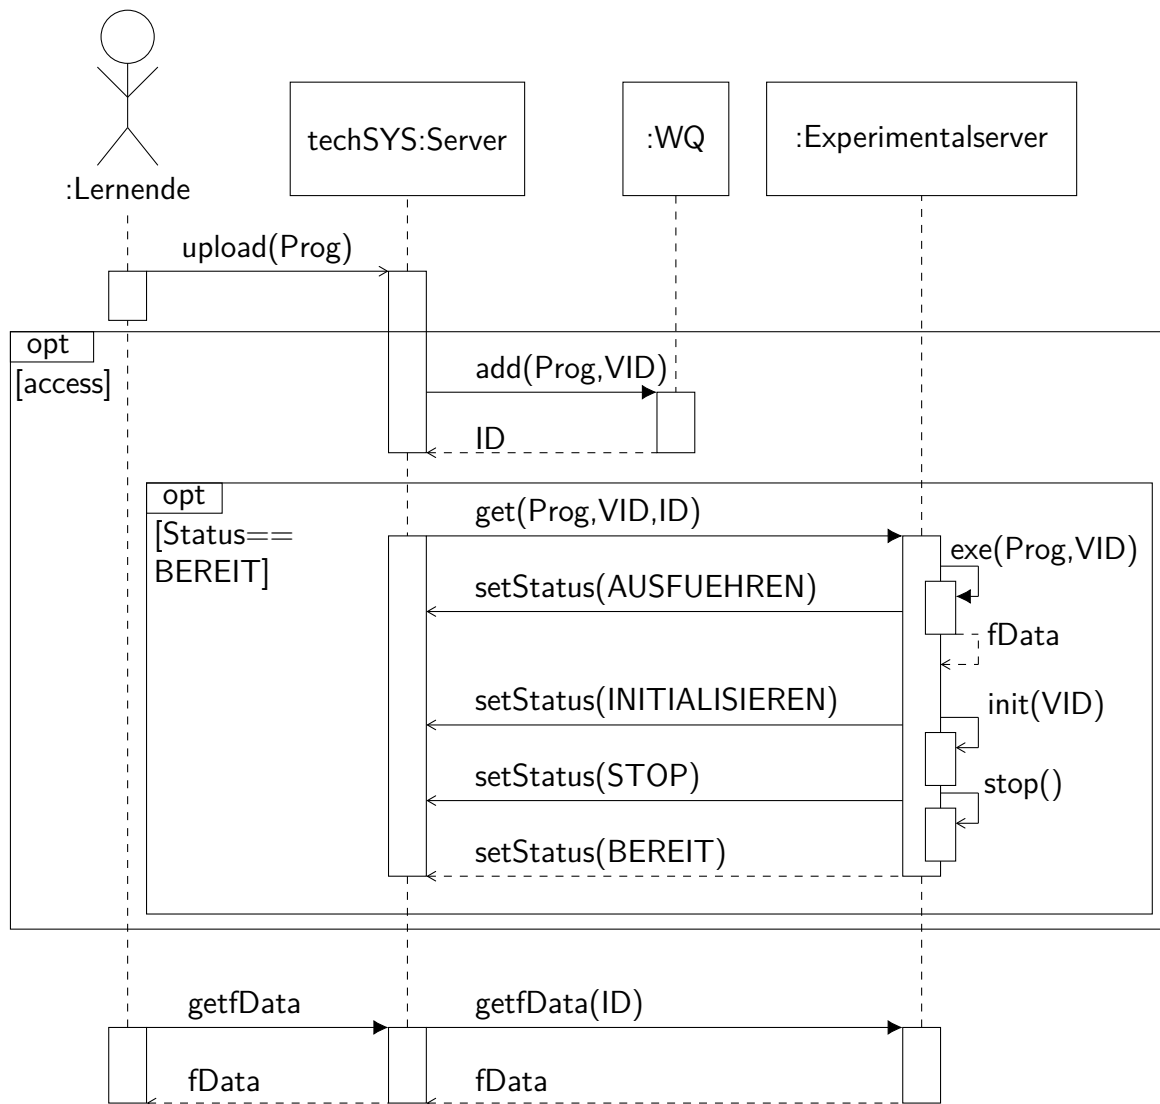 techSYS:Server
:WQ
:Experimentalserver
:Lernende
upload(Prog)
opt
[access]
add(Prog,VID)
ID
opt
[Status==
BEREIT]
get(Prog,VID,ID)
exe(Prog,VID)
setStatus(AUSFUEHREN)
fData
setStatus(INITIALISIEREN)
init(VID)
setStatus(STOP)
stop()
setStatus(BEREIT)
getfData
getfData(ID)
fData
fData